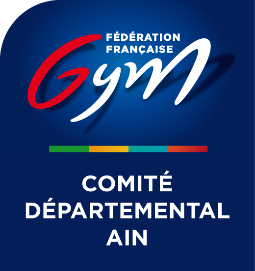 FÉDÉRATION
FRANÇAISE
Gym
COMITÉ
DÉPARTEMENTAL
AIN